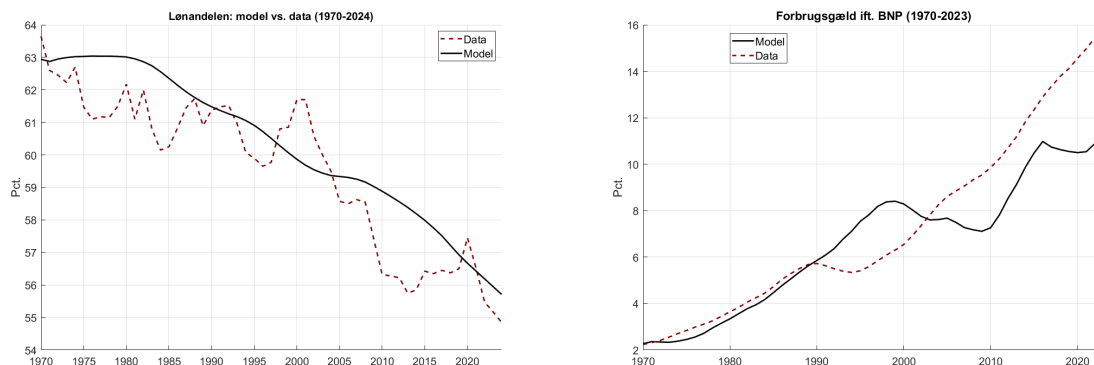 Lønandelen: model vs. data (1970-2024)
64
63
62
61
60
59
58
57
56
55
54
Pct.
Data
Model
1970 1975 1980 1985 1990 1995 2000 2005 2010 2015 2020
Forbrugsgæld ift. BNP (1970-2023)
16
14
12
10
8
6
4
2
Pct.
Model
Data
1970 1980 1990 2000 2010 2020